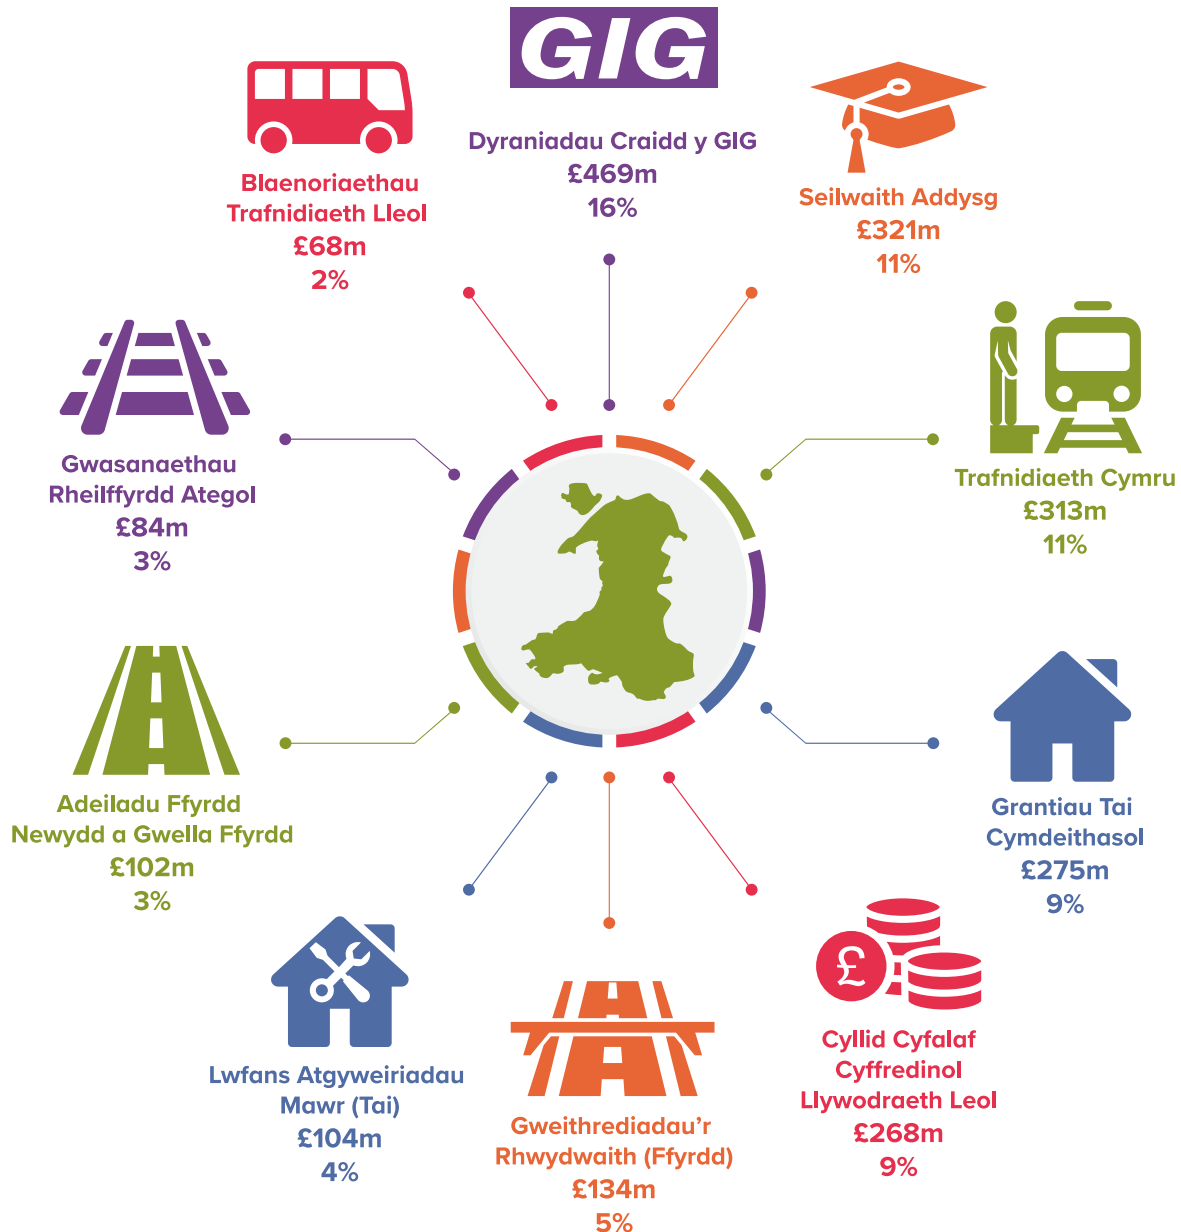 GIG
Dyraniadau Craidd y GIG
£469m
16%
Seilwaith Addysg
£321m
11%
Trafnidiaeth Cymru
£313m
11%
Grantiau Tai
Cymdeithasol
£275m
9%
£
Cyllid Cyfalaf
Cyffredinol
Llywodraeth Leol
£268m
9%
Gweithrediadau’r
Rhwydwaith (Ffyrdd)
£134m
5%
Lwfans Atgyweiriadau
Mawr (Tai)
£104m
4%
Adeiladu Ffyrdd
Newydd a Gwella Ffyrdd
£102m
3%
Gwasanaethau
Rheilffyrdd Ategol
£84m
3%
Blaenoriaethau
Trafnidiaeth Lleol
£68m
2%